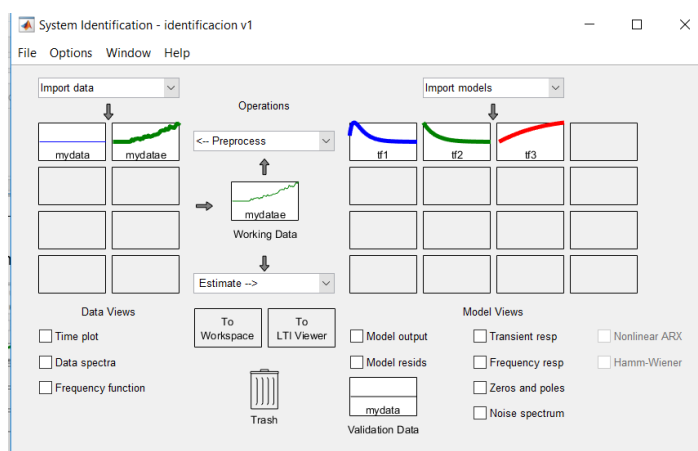 System Identification - identificacion v1
File Options Window Help
Import data
Operations
Import models
<-- Preprocess
mydata
mydatae
tf1
tf2
tf3
mydatae
Working Data
Estimate -->
Data Views
To Workspace
To LTI Viewer
Model Views
Time plot
Data spectra
Frequency function
Model output
Model resids
Transient resp
Frequency resp
Zeros and poles
Noise spectrum
Nonlinear ARX
Hamm-Wiener
Trash
mydata
Validation Data